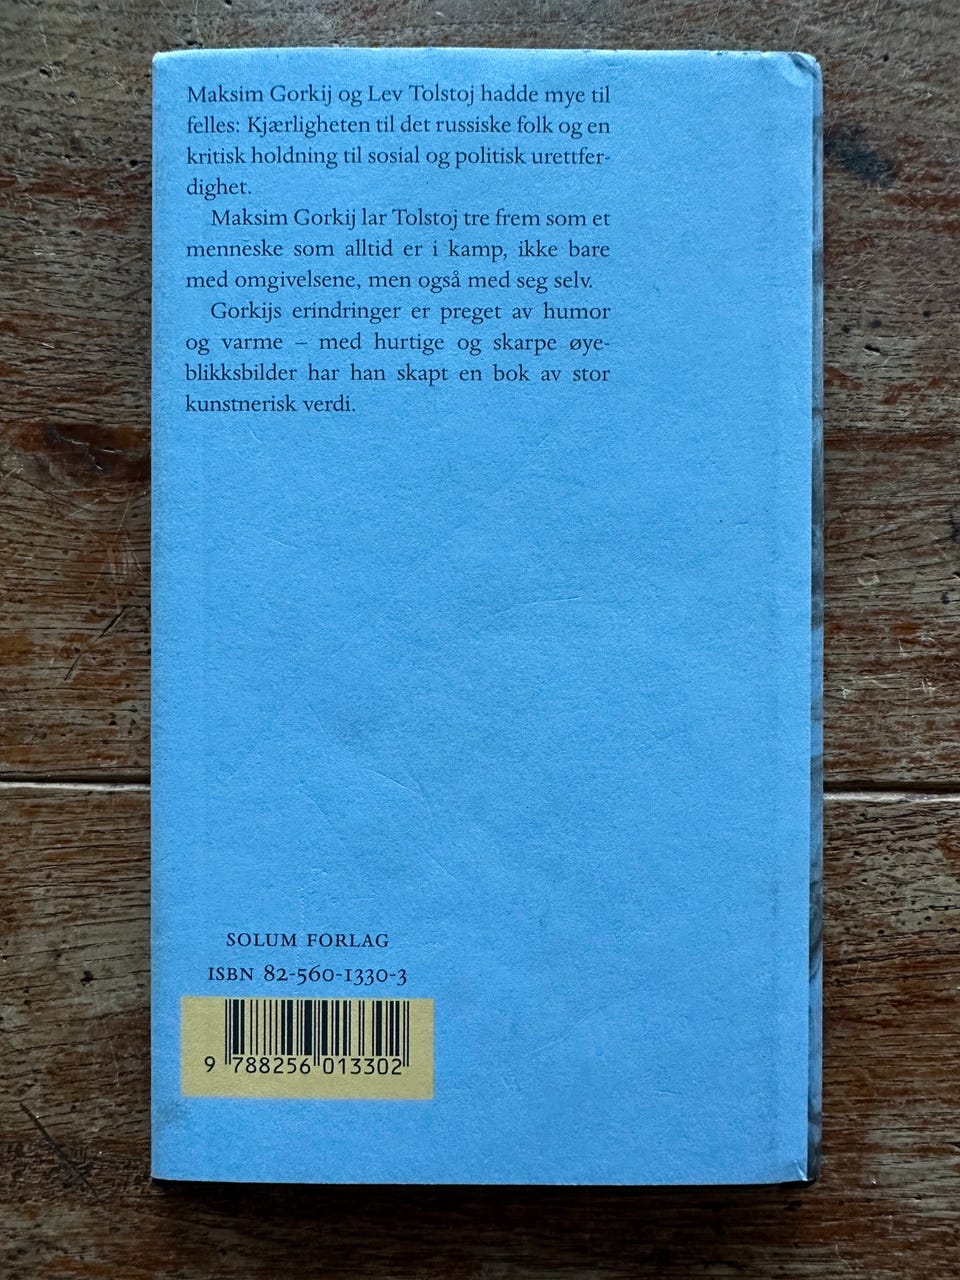 Maksim Gorkij og Lev Tolstoj hadde mye til
felles: Kjærligheten til det russiske folk og en
kritisk holdning til sosial og politisk urettfer-
dighet.
Maksim Gorkij lar Tolstoj tre frem som et
menneske som alltid er i kamp, ikke bare
med omgivelsene, men også med seg selv.
Gorkijs erindringer er preget av humor
og varme – med hurtige og skarpe øye-
blikksbilder har han skapt en bok av stor
kunstnerisk verdi.
SOLUM FORLAG
ISBN 82-560-1330-3
9 788256 013302